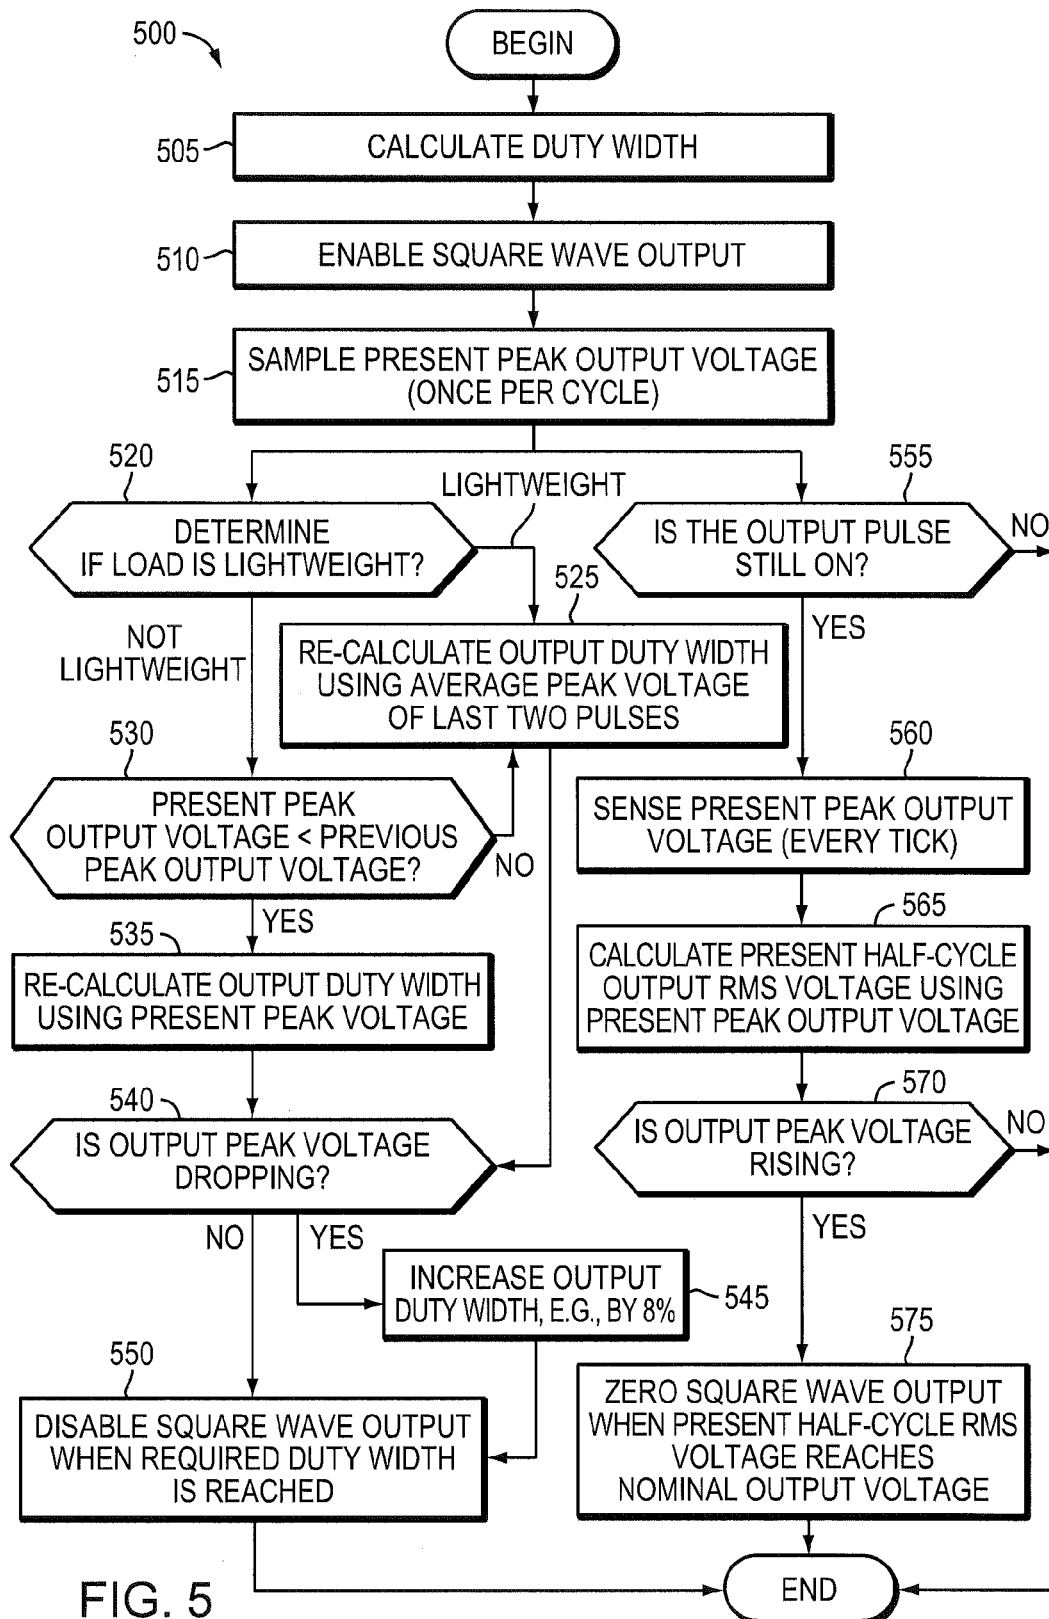 500
BEGIN
505
CALCULATE DUTY WIDTH
510
ENABLE SQUARE WAVE OUTPUT
515
SAMPLE PRESENT PEAK OUTPUT VOLTAGE
(ONCE PER CYCLE)
520
LIGHTWEIGHT
555
DETERMINE
IF LOAD IS LIGHTWEIGHT?
IS THE OUTPUT PULSE
STILL ON?
NO
525
NOT
LIGHTWEIGHT
YES
RE-CALCULATE OUTPUT DUTY WIDTH
USING AVERAGE PEAK VOLTAGE
OF LAST TWO PULSES
530
PRESENT PEAK
OUTPUT VOLTAGE < PREVIOUS
PEAK OUTPUT VOLTAGE?
NO
YES
560
SENSE PRESENT PEAK OUTPUT
VOLTAGE (EVERY TICK)
535
RE-CALCULATE OUTPUT DUTY WIDTH
USING PRESENT PEAK VOLTAGE
565
CALCULATE PRESENT HALF-CYCLE
OUTPUT RMS VOLTAGE USING
PRESENT PEAK OUTPUT VOLTAGE
540
IS OUTPUT PEAK VOLTAGE
DROPPING?
NO
YES
570
IS OUTPUT PEAK VOLTAGE
RISING?
NO
YES
INCREASE OUTPUT
DUTY WIDTH, E.G., BY 8%
545
550
DISABLE SQUARE WAVE OUTPUT
WHEN REQUIRED DUTY WIDTH
IS REACHED
575
ZERO SQUARE WAVE OUTPUT
WHEN PRESENT HALF-CYCLE RMS
VOLTAGE REACHES
NOMINAL OUTPUT VOLTAGE
END
FIG. 5